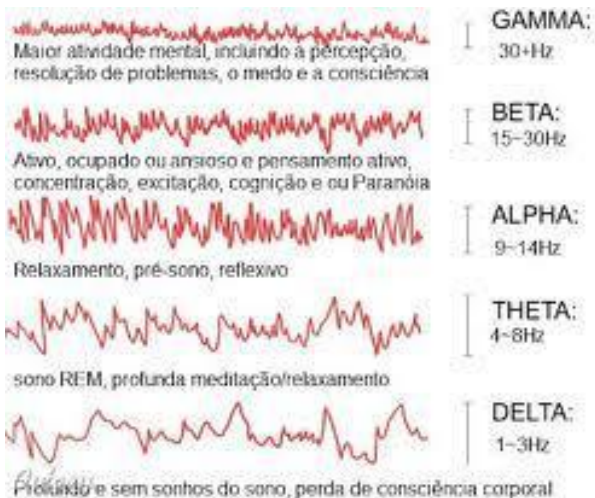 GAMMA:
30+Hz
Maior atividade mental, incluindo a percepção,
resolução de problemas, o medo e a consciência
BETA:
15-30Hz
Ativo, ocupado ou ansioso e pensamento ativo,
concentração, excitação, cognição e ou Paranóia
ALPHA:
9-14Hz
Relaxamento, pré-sono, reflexivo
THETA:
4-8Hz
sono REM, profunda meditação/relaxamento
DELTA:
1-3Hz
Profundo e sem sonhos do sono, perda de consciência corporal